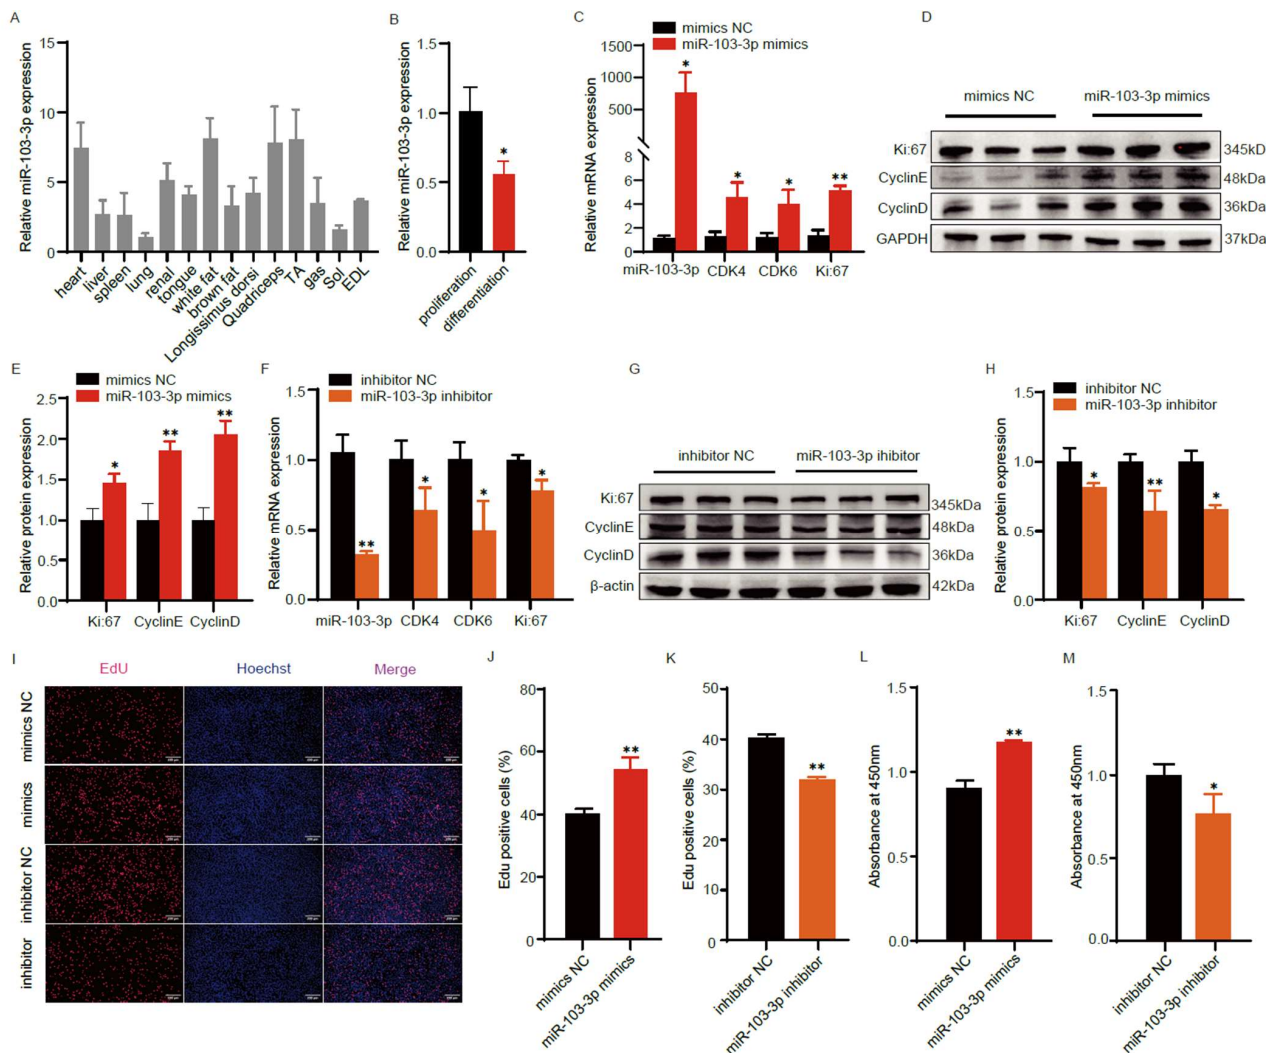 A
Relative miR-103-3p expression
15
10
5
0
heart
liver
spleen
lung
renal
tongue
white fat
brown fat
Longissimus dorsi
Quadriceps
TA
gas
Sol
EDL
B
Relative miR-103-3p expression
1.5
1.0
0.5
0.0
*
proliferation
differentiation
C
mimics NC
miR-103-3p mimics
Relative mRNA expression
1500
1000
500
8
6
4
2
0
*
*
*
**
miR-103-3p
CDK4
CDK6
Ki:67
D
mimics NC
miR-103-3p mimics
Ki:67
345kD
CyclinE
48kDa
CyclinD
36kDa
GAPDH
37kDa
E
mimics NC
miR-103-3p mimics
Relative protein expression
2.5
2.0
1.5
1.0
0.5
0.0
*
**
**
Ki:67
CyclinE
CyclinD
F
inhibitor NC
miR-103-3p inhibitor
Relative mRNA expression
1.5
1.0
0.5
0.0
**
*
*
*
miR-103-3p
CDK4
CDK6
Ki:67
G
inhibitor NC
miR-103-3p ihibitor
Ki:67
345kDa
CyclinE
48kDa
CyclinD
36kDa
β-actin
42kDa
H
inhibitor NC
miR-103-3p inhibitor
Relative protein expression
1.5
1.0
0.5
0.0
*
**
*
Ki:67
CyclinE
CyclinD
I
EdU
Hoechst
Merge
mimics NC
mimics
inhibitor NC
inhibitor
J
Edu positive cells (%)
80
60
40
20
0
**
mimics NC
miR-103-3p mimics
K
Edu positive cells (%)
50
40
30
20
10
0
**
inhibitor NC
miR-103-3p inhibitor
L
Absorbance at 450nm
1.5
1.0
0.5
0.0
**
mimics NC
miR-103-3p mimics
M
Absorbance at 450nm
1.5
1.0
0.5
0.0
*
inhibitor NC
miR-103-3p inhibitor